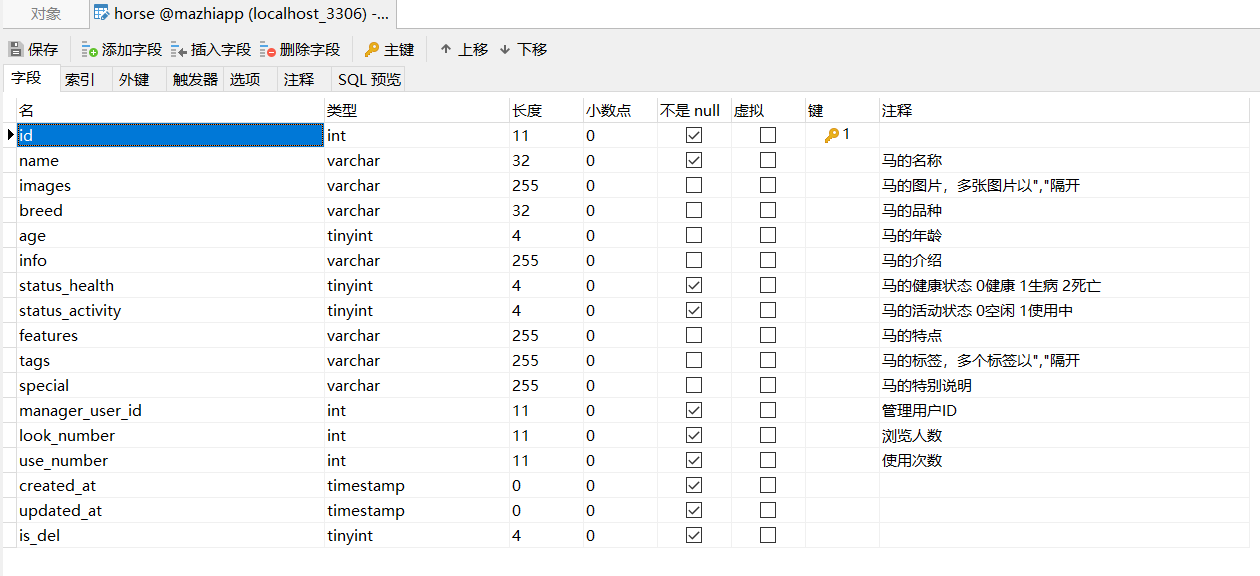 对象 horse @mazhiapp (localhost_3306) -...
保存 添加字段 插入字段 删除字段 主键 上移 下移
字段 索引 外键 触发器 选项 注释 SQL 预览
名 类型 长度 小数点 不是 null 虚拟 键 注释
id int 11 0 1
name varchar 32 0 马的名称
images varchar 255 0 马的图片，多张图片以","隔开
breed varchar 32 0 马的品种
age tinyint 4 0 马的年龄
info varchar 255 0 马的介绍
status_health tinyint 4 0 马的健康状态 0健康 1生病 2死亡
status_activity tinyint 4 0 马的活动状态 0空闲 1使用中
features varchar 255 0 马的特点
tags varchar 255 0 马的标签，多个标签以","隔开
special varchar 255 0 马的特别说明
manager_user_id int 11 0 管理用户ID
look_number int 11 0 浏览人数
use_number int 11 0 使用次数
created_at timestamp 0 0
updated_at timestamp 0 0
is_del tinyint 4 0